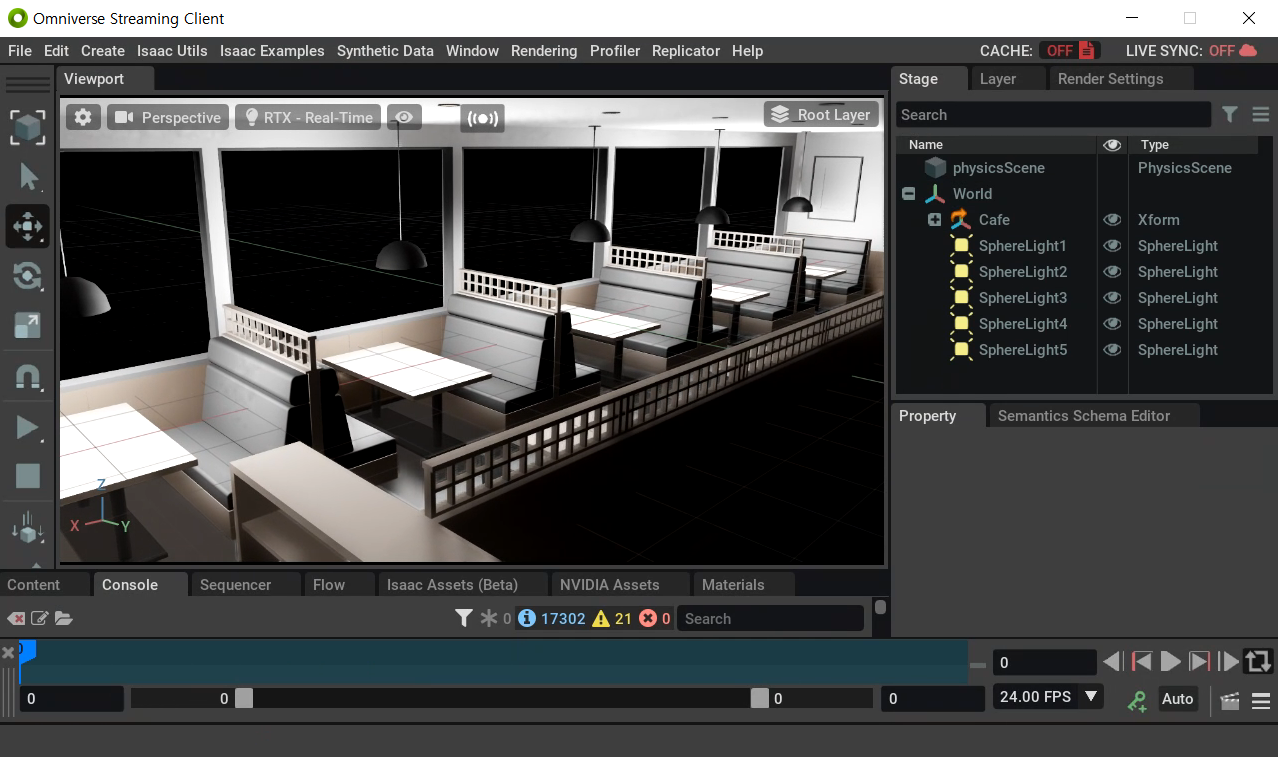 Omniverse Streaming Client
File Edit Create Isaac Utils Isaac Examples Synthetic Data Window Rendering Profiler Replicator Help CACHE: OFF LIVE SYNC: OFF
Viewport
Perspective RTX - Real-Time Root Layer
Z
X Y
Stage Layer Render Settings
Search
Name Type
physicsScene PhysicsScene
World
Cafe Xform
SphereLight1 SphereLight
SphereLight2 SphereLight
SphereLight3 SphereLight
SphereLight4 SphereLight
SphereLight5 SphereLight
Property Semantics Schema Editor
Content Console Sequencer Flow Isaac Assets (Beta) NVIDIA Assets Materials
0 17302 21 0 Search
0 0
0 0 0 0 24.00 FPS Auto